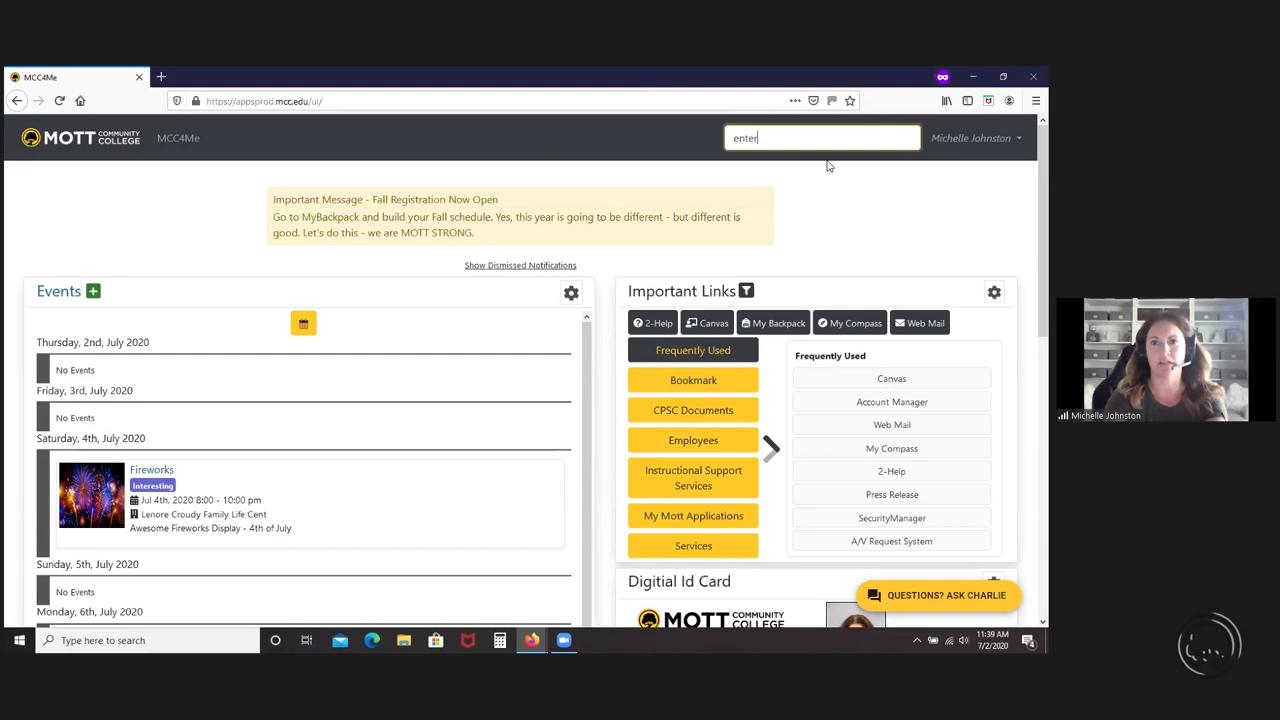 MCC4Me
https://appsprod.mcc.edu/ui/
MOTT COMMUNITY COLLEGE
MCC4Me
enter
Michelle Johnston
Important Message - Fall Registration Now Open
Go to MyBackpack and build your Fall schedule. Yes, this year is going to be different - but different is
good. Let's do this - we are MOTT STRONG.
Show Dismissed Notifications
Events
Thursday, 2nd, July 2020
No Events
Friday, 3rd, July 2020
No Events
Saturday, 4th, July 2020
Fireworks
Interesting
Jul 4th, 2020 8:00 - 10:00 pm
Lenore Croudy Family Life Cent
Awesome Fireworks Display - 4th of July
Sunday, 5th, July 2020
No Events
Monday, 6th, July 2020
Important Links
2-Help
Canvas
My Backpack
My Compass
Web Mail
Frequently Used
Bookmark
CPSC Documents
Employees
Instructional Support
Services
My Mott Applications
Services
Frequently Used
Canvas
Account Manager
Web Mail
My Compass
2-Help
Press Release
SecurityManager
A/V Request System
Digitial Id Card
MOTT COMMUNITY COLLEGE
QUESTIONS? ASK CHARLIE
Michelle Johnston
Type here to search
11:39 AM
7/2/2020
4